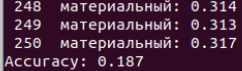 248 материальный: 0.314
249 материальный: 0.313
250 материальный: 0.317
Accuracy: 0.187